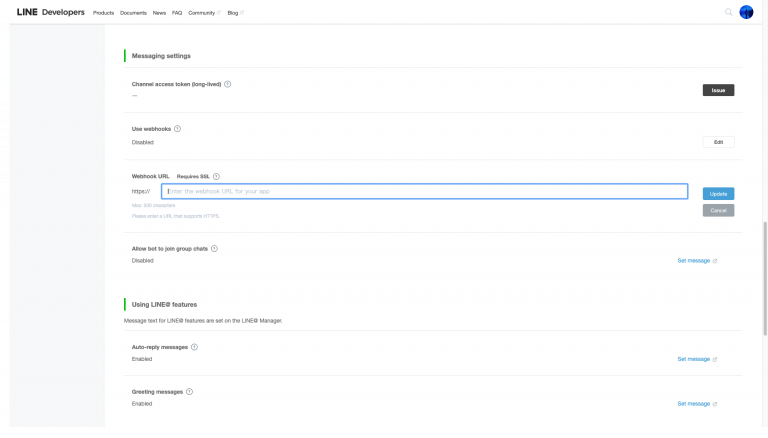 LINE Developers Products Documents News FAQ Community Blog
Messaging settings
Channel access token (long-lived) ?
Issue
Use webhooks ?
Disabled
Edit
Webhook URL Requires SSL ?
https:// Enter the webhook URL for your app
Update
Max: 500 characters
Cancel
Please enter a URL that supports HTTPS.
Allow bot to join group chats ?
Disabled
Set message
Using LINE@ features
Message text for LINE@ features are set on the LINE@ Manager.
Auto-reply messages ?
Enabled
Set message
Greeting messages ?
Enabled
Set message